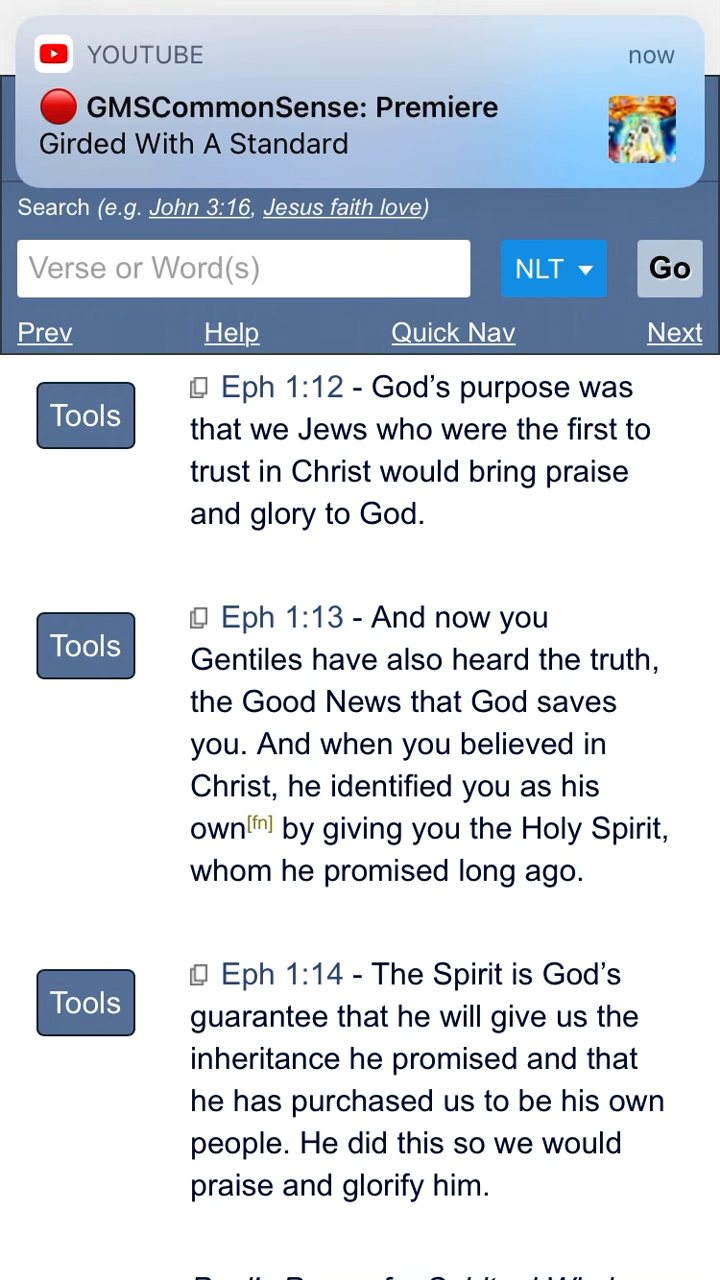 YOUTUBE now
🔴 GMSCommonSense: Premiere
Girded With A Standard
Search (e.g. John 3:16, Jesus faith love)
Verse or Word(s) NLT Go
Prev Help Quick Nav Next
Tools
Eph 1:12 - God’s purpose was
that we Jews who were the first to
trust in Christ would bring praise
and glory to God.
Tools
Eph 1:13 - And now you
Gentiles have also heard the truth,
the Good News that God saves
you. And when you believed in
Christ, he identified you as his
own[fn] by giving you the Holy Spirit,
whom he promised long ago.
Tools
Eph 1:14 - The Spirit is God’s
guarantee that he will give us the
inheritance he promised and that
he has purchased us to be his own
people. He did this so we would
praise and glorify him.